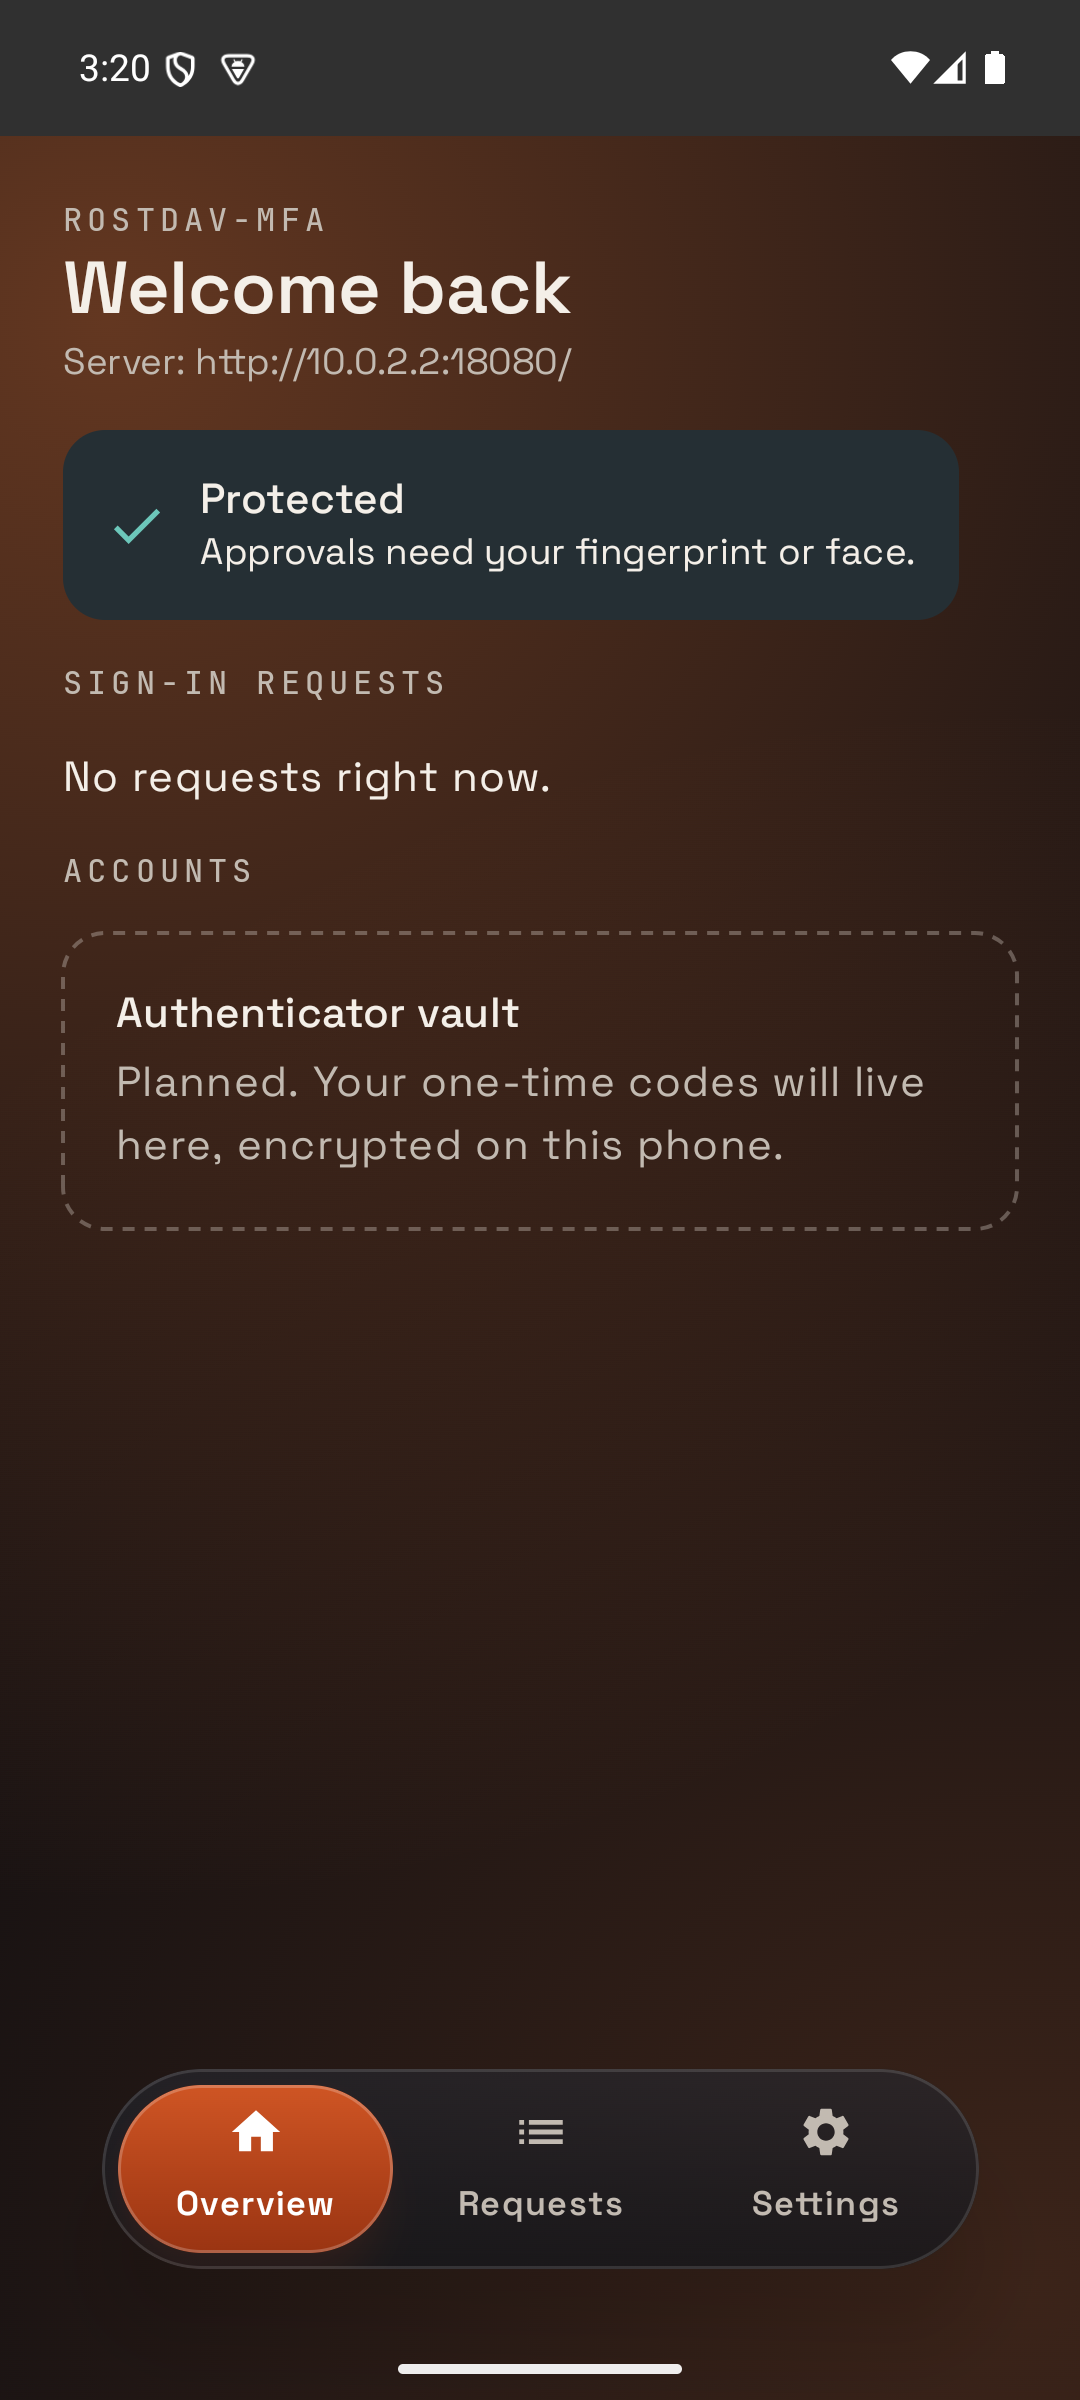 3:20
ROSTDAV-MFA
Welcome back
Server: http://10.0.2.2:18080/
Protected
Approvals need your fingerprint or face.
SIGN-IN REQUESTS
No requests right now.
ACCOUNTS
Authenticator vault
Planned. Your one-time codes will live
here, encrypted on this phone.
Overview
Requests
Settings